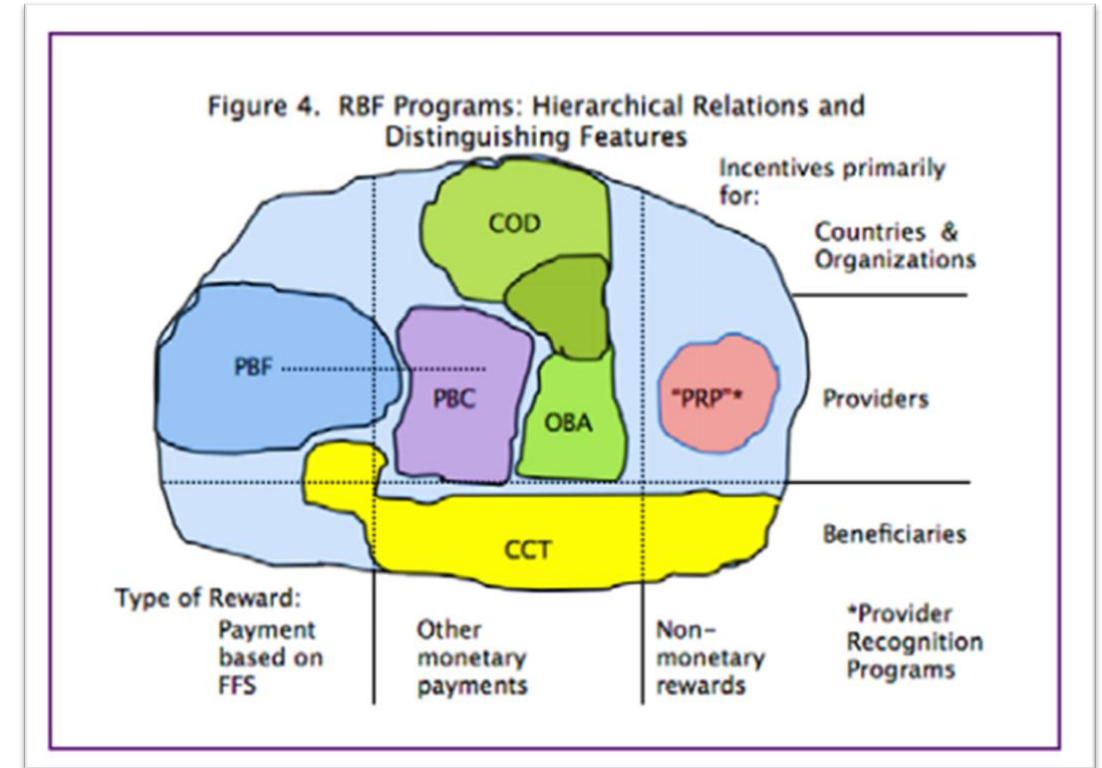 Figure 4. RBF Programs: Hierarchical Relations and
Distinguishing Features
Incentives primarily
for:
COD
Countries &
Organizations
PBF
PBC
OBA
"PRP"*
Providers
CCT
Beneficiaries
Type of Reward:
Payment
based on
FFS
Other
monetary
payments
Non-
monetary
rewards
*Provider
Recognition
Programs